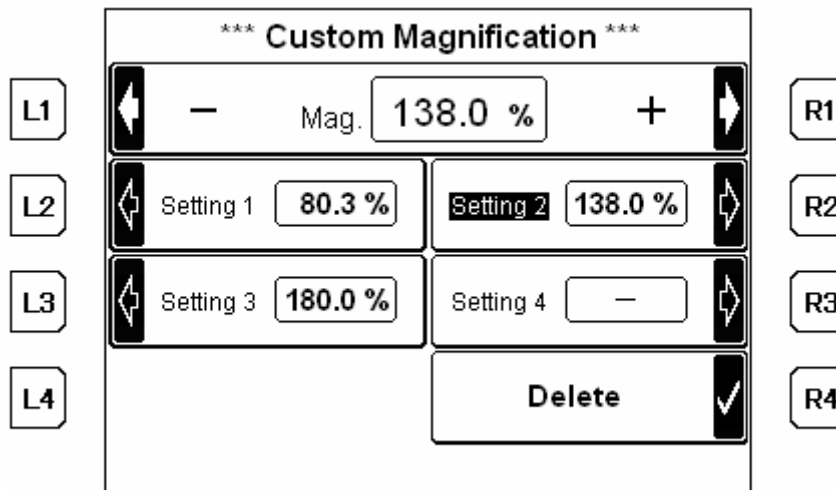 *** Custom Magnification ***
L1 − Mag. 138.0 % + R1
L2 Setting 1 80.3 % Setting 2 138.0 % R2
L3 Setting 3 180.0 % Setting 4 − R3
L4 Delete R4